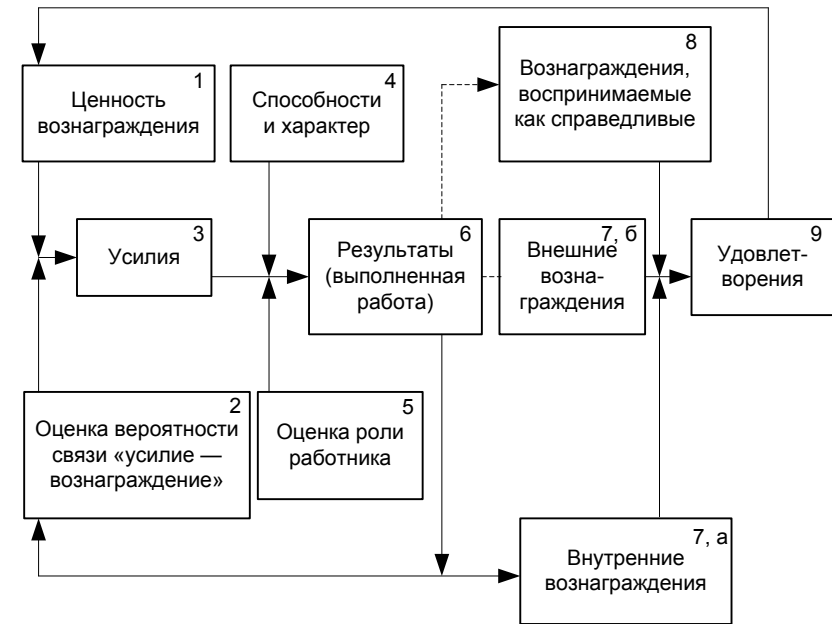 1
Ценность
вознаграждения
4
Способности
и характер
8
Вознаграждения,
воспринимаемые
как справедливые
3
Усилия
6
Результаты
(выполненная
работа)
7, б
Внешние
возна-
граждения
9
Удовлет-
ворения
2
Оценка вероятности
связи «усилие —
вознаграждение»
5
Оценка роли
работника
7, а
Внутренние
вознаграждения